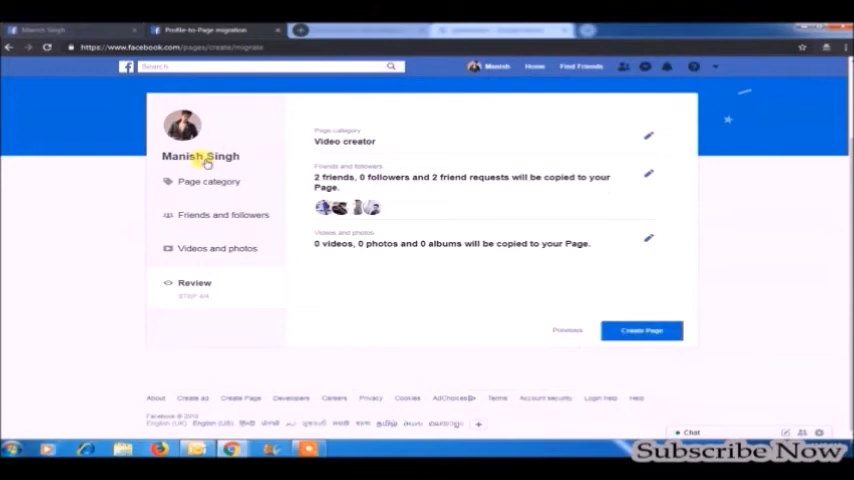 Manish Singh
Profile-to-Page migration
https://www.facebook.com/pages/create/migrate
Search
Manish
Home
Find Friends
Manish Singh
Page category
Friends and followers
Videos and photos
Review
STEP 4/4
Page category
Video creator
Friends and followers
2 friends, 0 followers and 2 friend requests will be copied to your
Page.
Videos and photos
0 videos, 0 photos and 0 albums will be copied to your Page.
Previous
Create Page
About Create ad Create Page Developers Careers Privacy Cookies AdChoices Terms Account security Login help Help
English (UK) English (US) हिन्दी
Chat
Subscribe Now